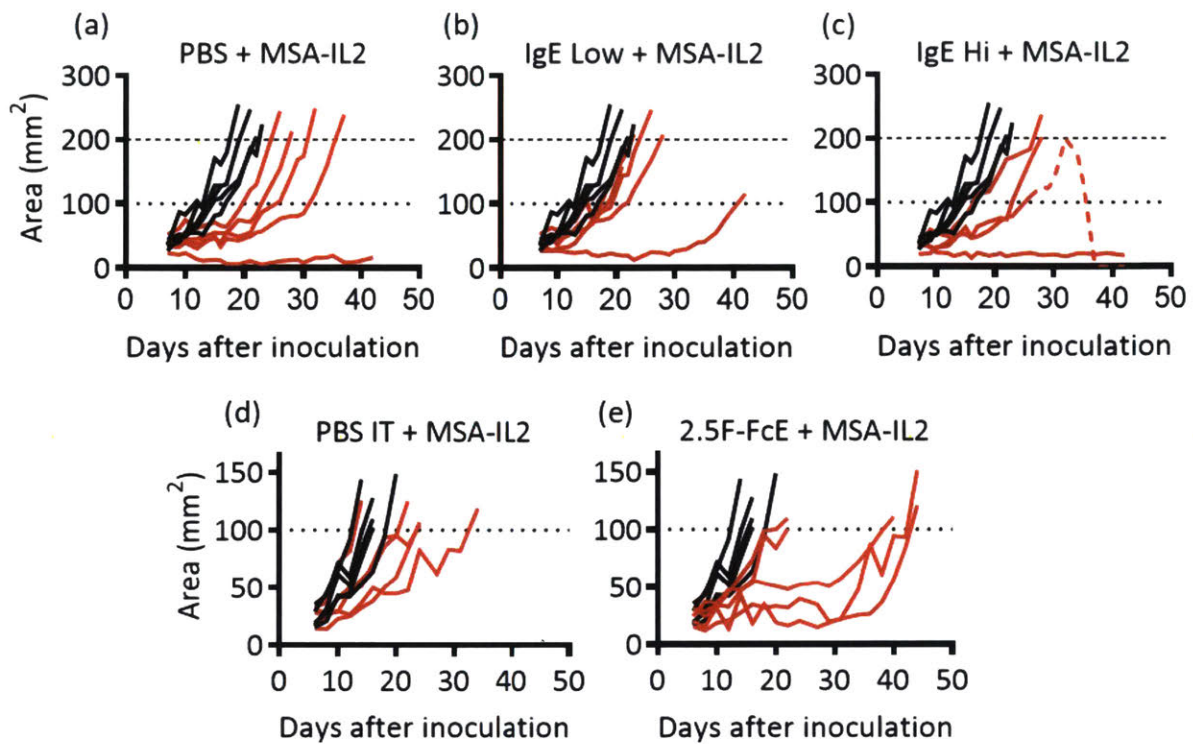 (a)
PBS + MSA-IL2
(b)
IgE Low + MSA-IL2
(c)
IgE Hi + MSA-IL2
Area (mm²)
300
200
100
0
0 10 20 30 40 50
Days after inoculation
300
200
100
0
0 10 20 30 40 50
Days after inoculation
300
200
100
0
0 10 20 30 40 50
Days after inoculation
(d)
PBS IT + MSA-IL2
(e)
2.5F-FcE + MSA-IL2
Area (mm²)
150
100
50
0
0 10 20 30 40 50
Days after inoculation
150
100
50
0
0 10 20 30 40 50
Days after inoculation